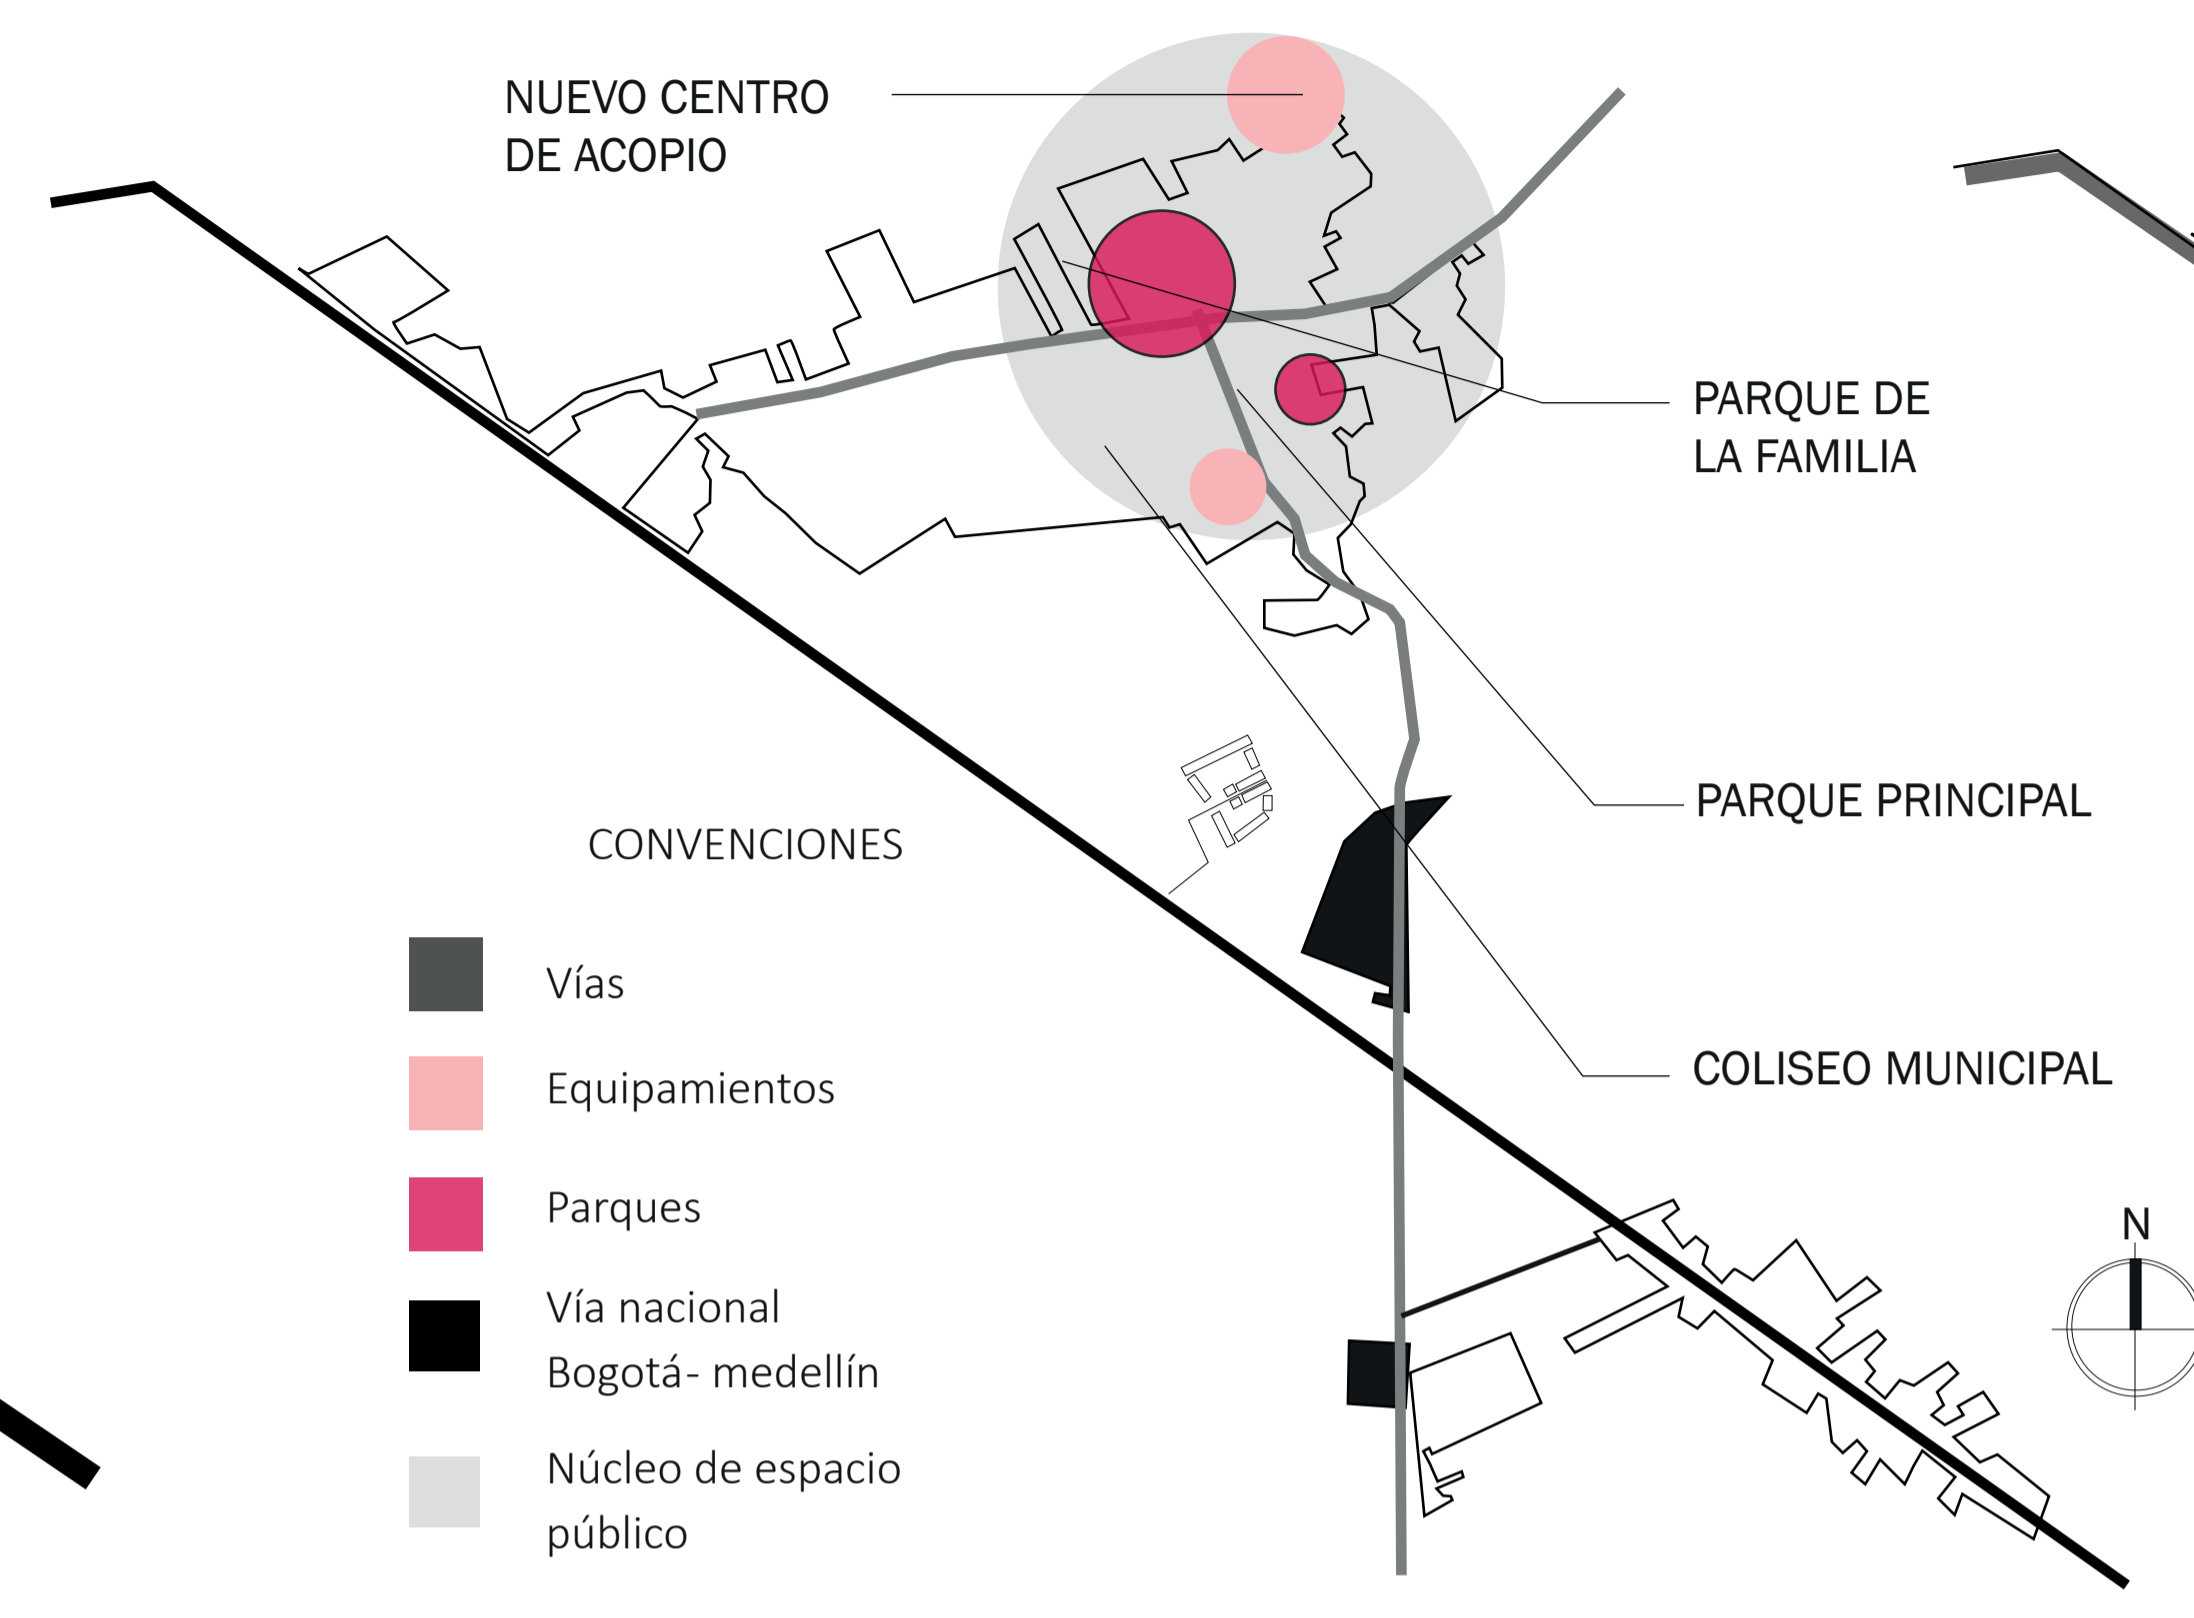 NUEVO CENTRO
DE ACOPIO
PARQUE DE
LA FAMILIA
PARQUE PRINCIPAL
COLISEO MUNICIPAL
CONVENCIONES
Vías
Equipamientos
Parques
Vía nacional
Bogotá- medellín
Núcleo de espacio
público
N